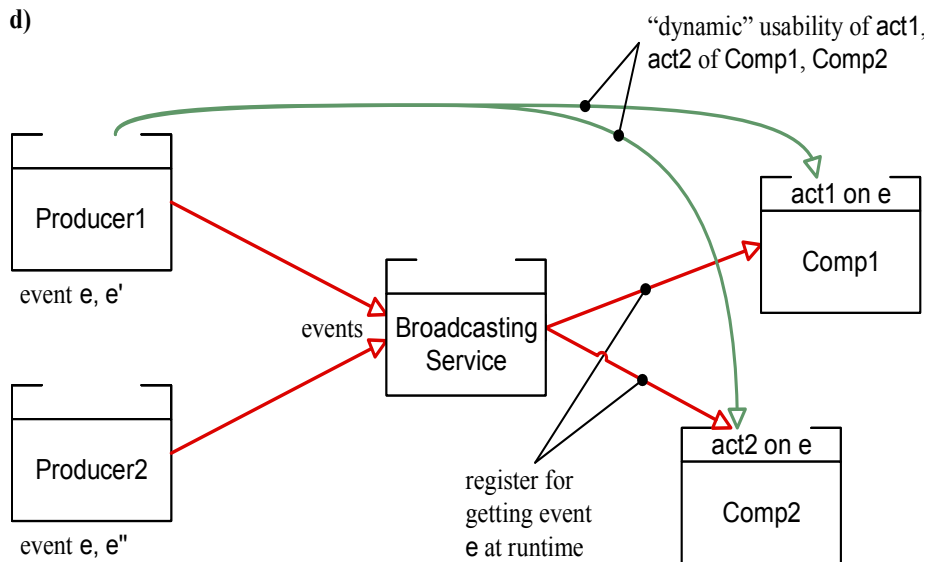 d)
“dynamic” usability of act1,
act2 of Comp1, Comp2
Producer1
event e, e'
act1 on e
Comp1
events
Broadcasting
Service
Producer2
event e, e"
act2 on e
Comp2
register for
getting event
e at runtime